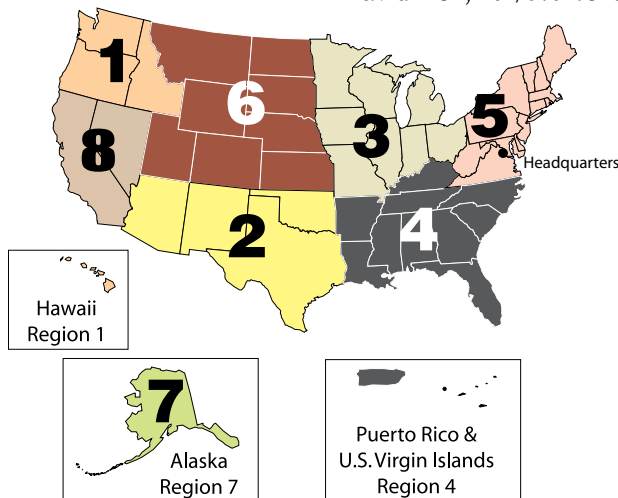 1
6
5
3
8
Headquarters
4
2
Hawaii
Region 1
7
Alaska
Region 7
Puerto Rico &
U.S. Virgin Islands
Region 4